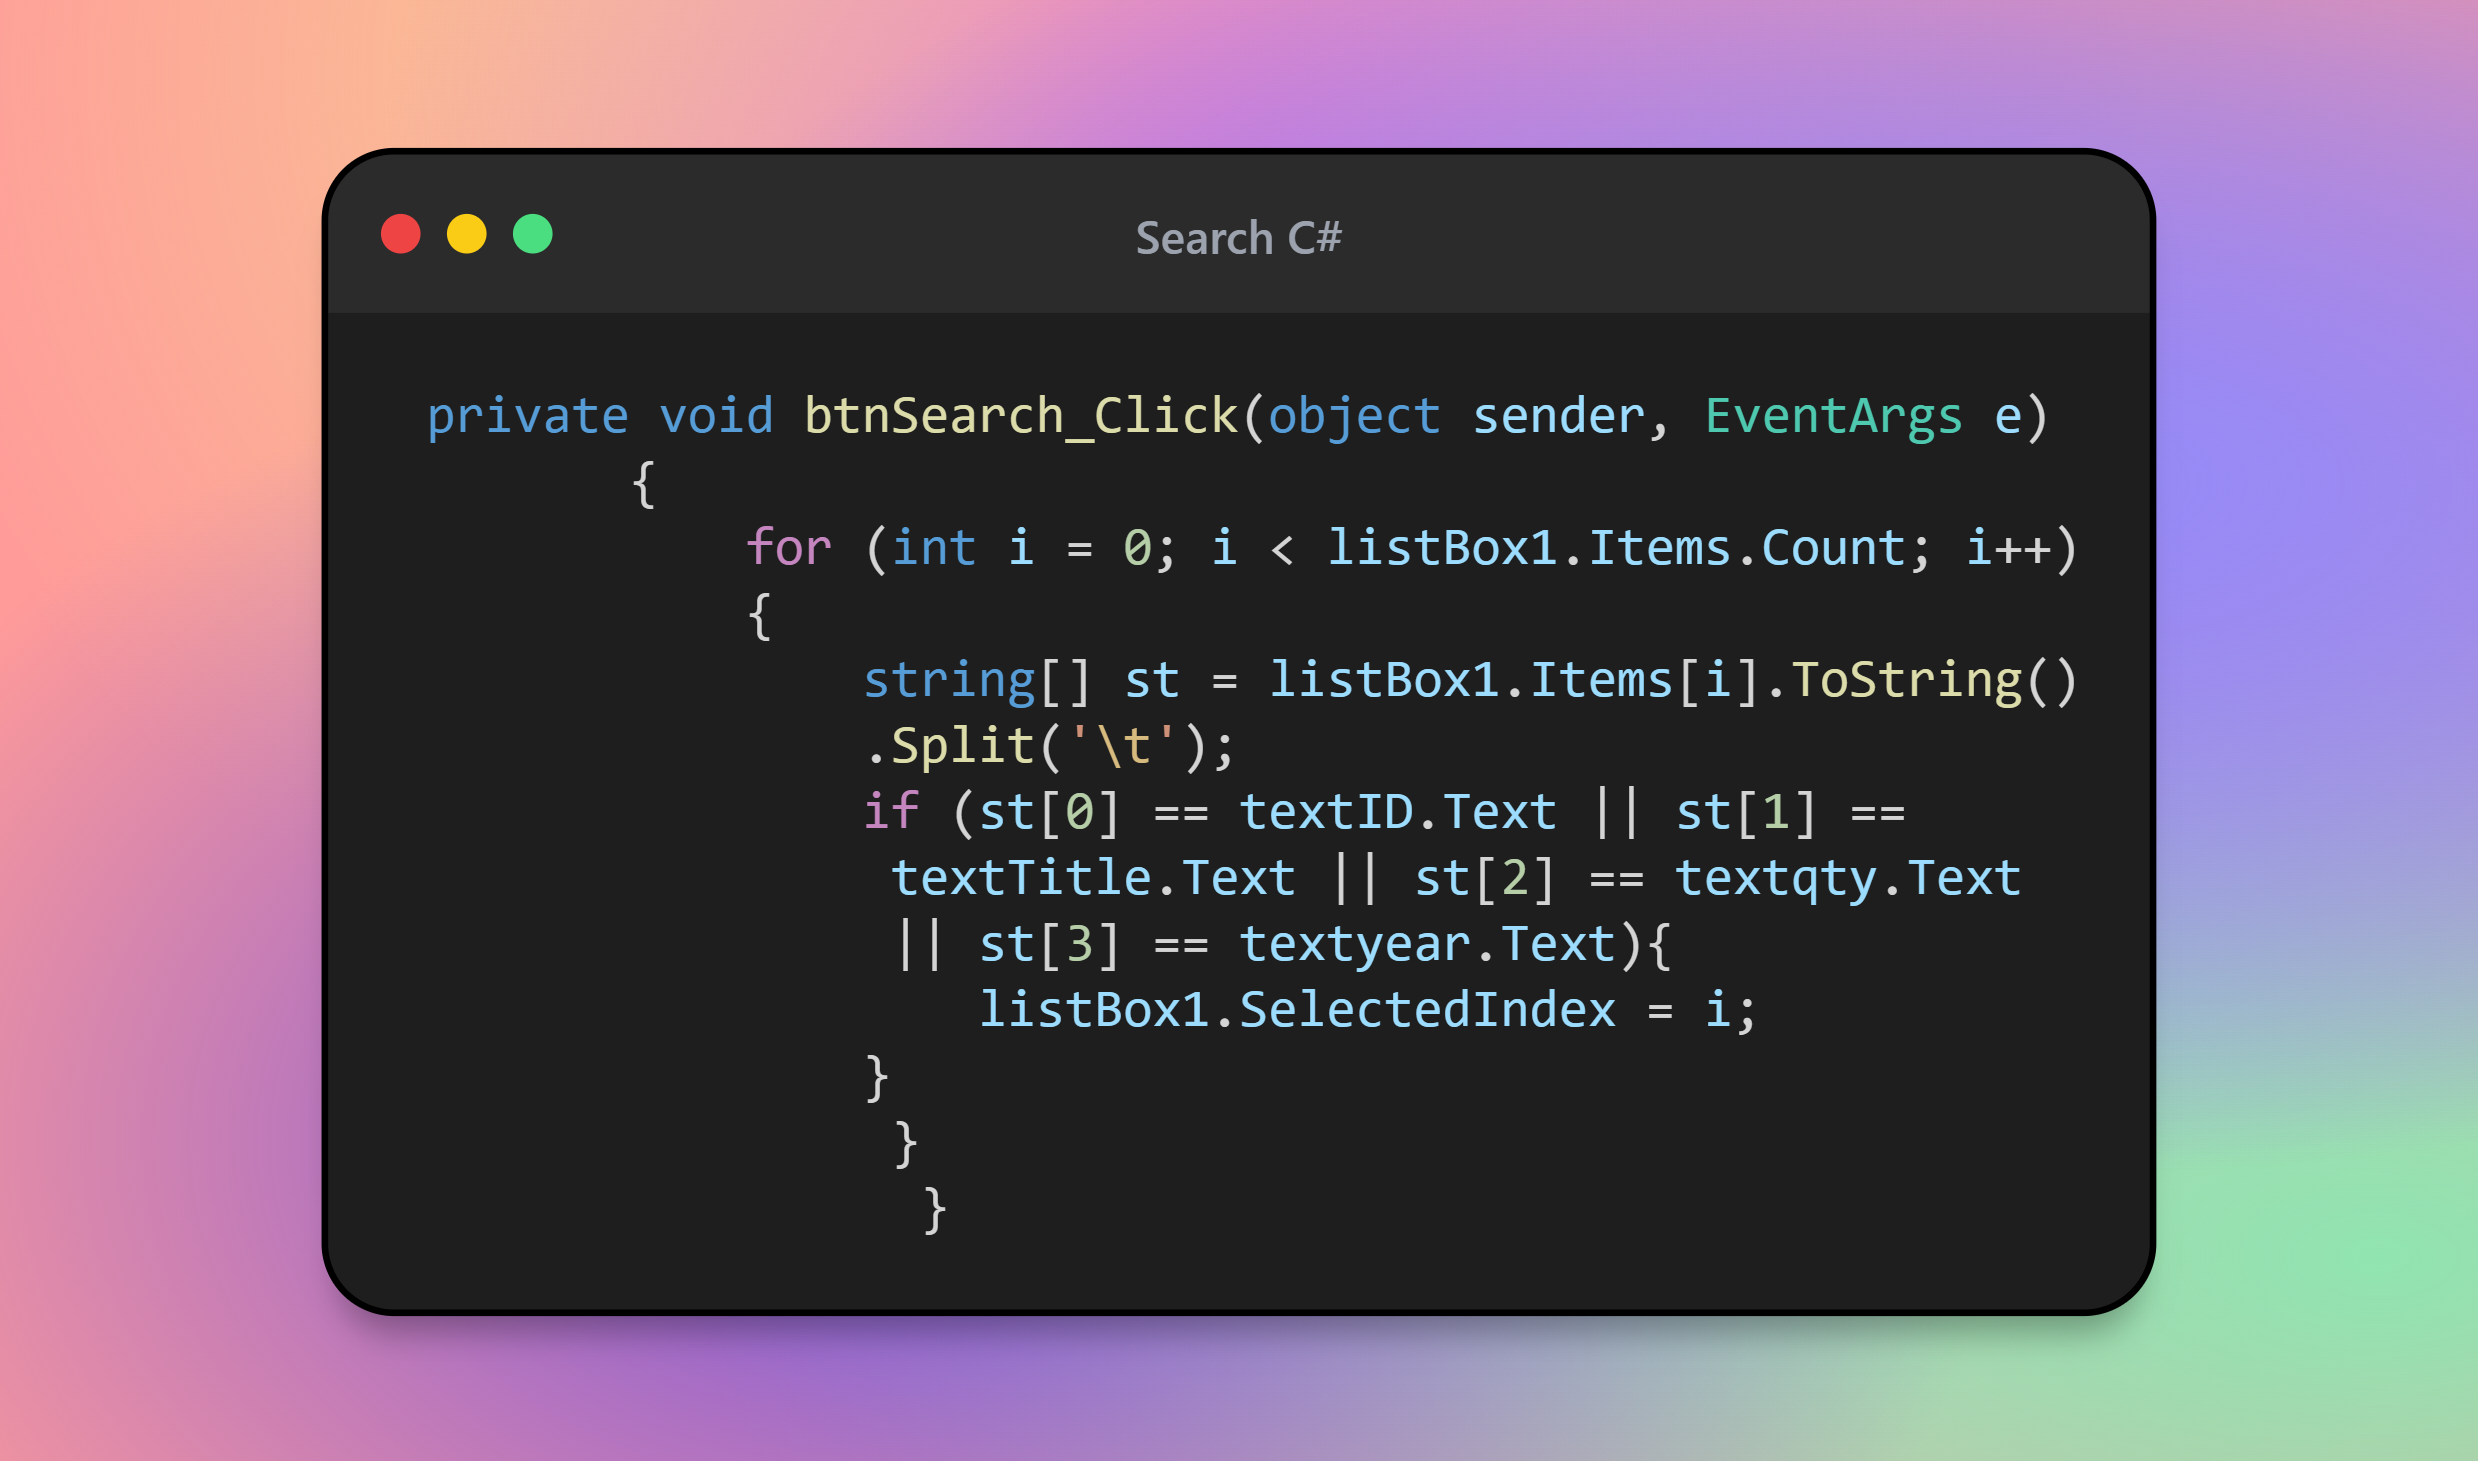 Search C#
private void btnSearch_Click(object sender, EventArgs e)
{
for (int i = 0; i < listBox1.Items.Count; i++)
{
string[] st = listBox1.Items[i].ToString()
.Split('\t');
if (st[0] == textID.Text || st[1] ==
textTitle.Text || st[2] == textqty.Text
|| st[3] == textyear.Text){
listBox1.SelectedIndex = i;
}
}
}